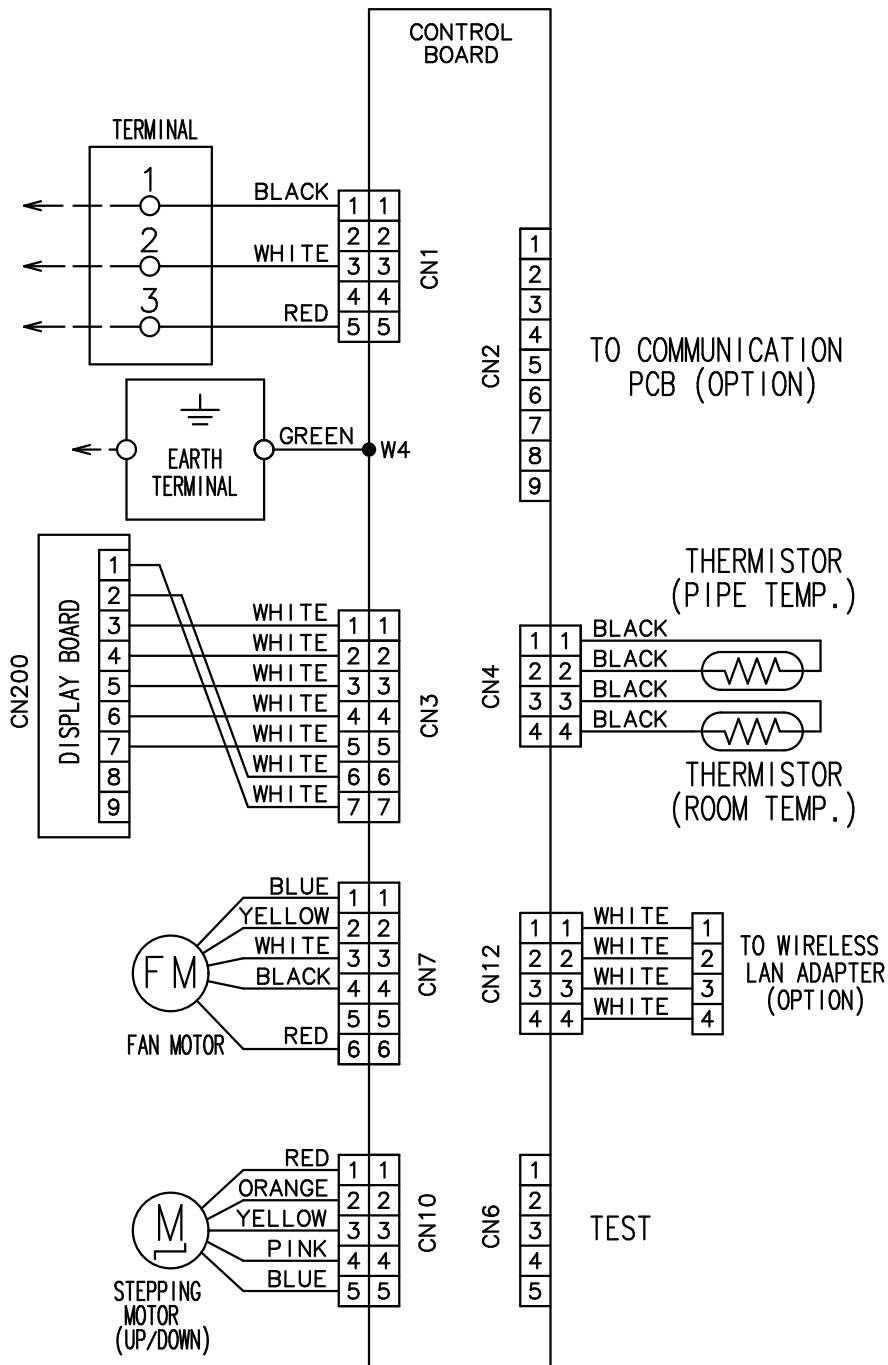 CONTROL
BOARD
TERMINAL
1
BLACK
1 1
2 2
2
WHITE
3 3
4 4
3
RED
5 5
CN1
EARTH
TERMINAL
GREEN
W4
CN200
DISPLAY BOARD
1
2
3
4
5
6
7
8
9
WHITE
1 1
WHITE
2 2
WHITE
3 3
WHITE
4 4
WHITE
5 5
WHITE
6 6
WHITE
7 7
CN3
FM
FAN MOTOR
BLUE
1 1
YELLOW
2 2
WHITE
3 3
BLACK
4 4
5 5
RED
6 6
CN7
M
STEPPING
MOTOR
(UP/DOWN)
RED
1 1
ORANGE
2 2
YELLOW
3 3
PINK
4 4
BLUE
5 5
CN10
CN2
1
2
3
4
5
6
7
8
9
TO COMMUNICATION
PCB (OPTION)
THERMISTOR
(PIPE TEMP.)
CN4
1 1 BLACK
2 2 BLACK
3 3 BLACK
4 4 BLACK
THERMISTOR
(ROOM TEMP.)
CN12
1 1 WHITE 1
2 2 WHITE 2
3 3 WHITE 3
4 4 WHITE 4
TO WIRELESS
LAN ADAPTER
(OPTION)
CN6
1
2
3
4
5
TEST